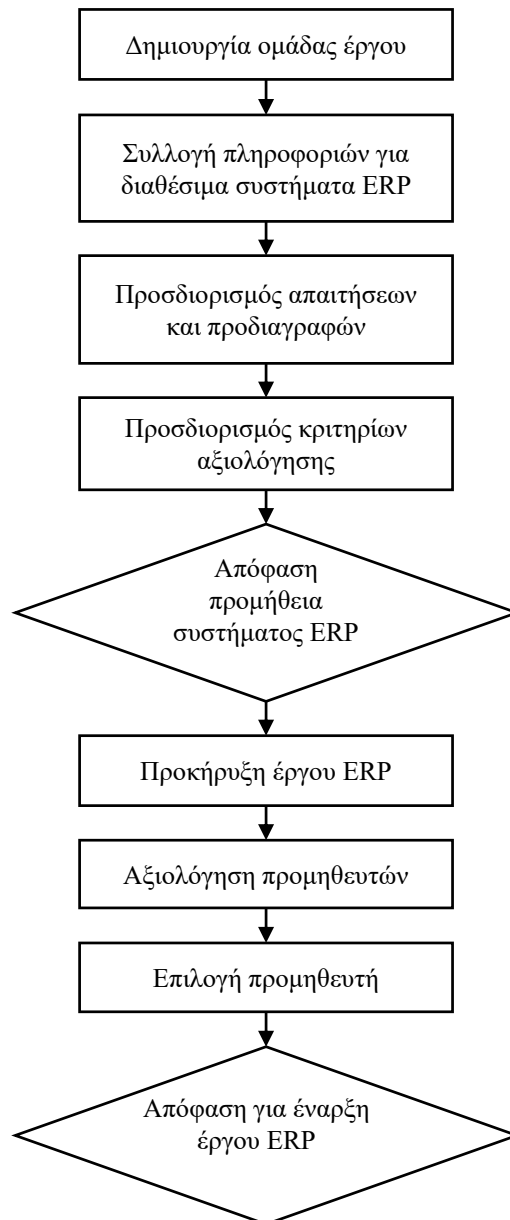 Δημιουργία ομάδας έργου
Συλλογή πληροφοριών για
διαθέσιμα συστήματα ERP
Προσδιορισμός απαιτήσεων
και προδιαγραφών
Προσδιορισμός κριτηρίων
αξιολόγησης
Απόφαση
προμήθεια
συστήματος ERP
Προκήρυξη έργου ERP
Αξιολόγηση προμηθευτών
Επιλογή προμηθευτή
Απόφαση για έναρξη
έργου ERP